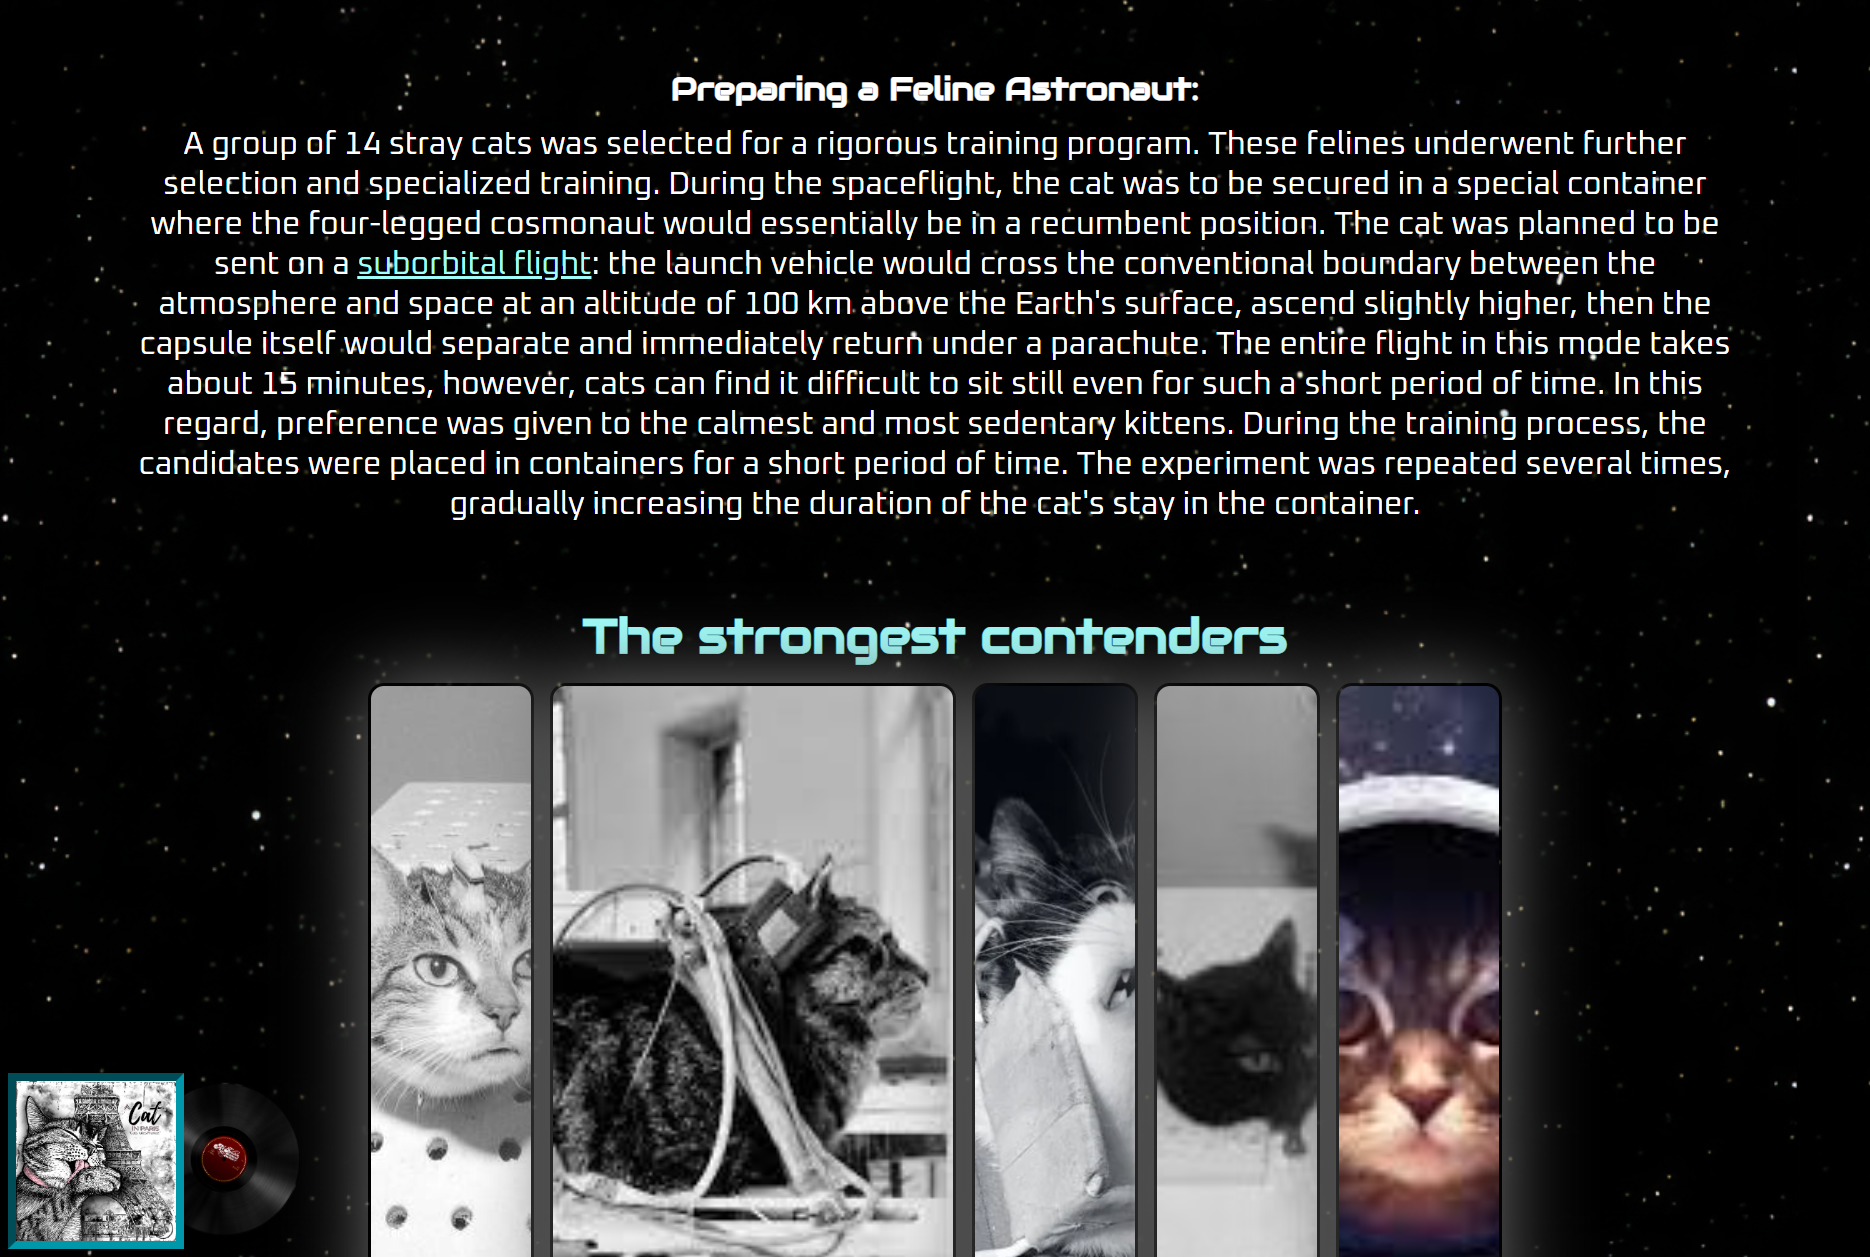 Preparing a Feline Astronaut:
A group of 14 stray cats was selected for a rigorous training program. These felines underwent further
selection and specialized training. During the spaceflight, the cat was to be secured in a special container
where the four-legged cosmonaut would essentially be in a recumbent position. The cat was planned to be
sent on a suborbital flight: the launch vehicle would cross the conventional boundary between the
atmosphere and space at an altitude of 100 km above the Earth's surface, ascend slightly higher, then the
capsule itself would separate and immediately return under a parachute. The entire flight in this mode takes
about 15 minutes, however, cats can find it difficult to sit still even for such a short period of time. In this
regard, preference was given to the calmest and most sedentary kittens. During the training process, the
candidates were placed in containers for a short period of time. The experiment was repeated several times,
gradually increasing the duration of the cat's stay in the container.
The strongest contenders
Cat
IN PARIS